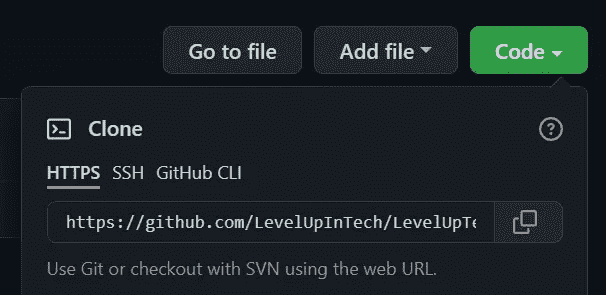 Go to file Add file Code
Clone
HTTPS SSH GitHub CLI
https://github.com/LevelUpInTech/LevelUpTe
Use Git or checkout with SVN using the web URL.